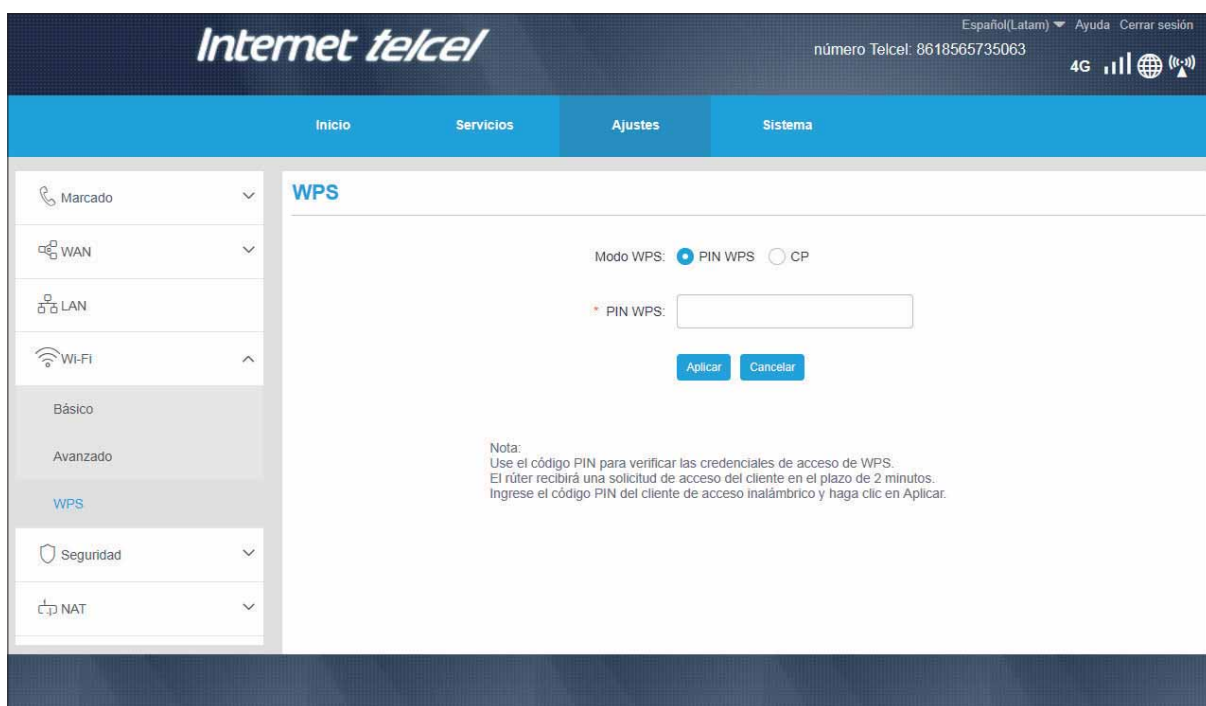 Internet telcel
Español(Latam) Ayuda Cerrar sesión
número Telcel: 8618565735063
4G
Inicio Servicios Ajustes Sistema
Marcado
WAN
LAN
Wi-Fi
Básico
Avanzado
WPS
Seguridad
NAT
WPS
Modo WPS: PIN WPS CP
* PIN WPS:
Aplicar Cancelar
Nota:
Use el código PIN para verificar las credenciales de acceso de WPS.
El rúter recibirá una solicitud de acceso del cliente en el plazo de 2 minutos.
Ingrese el código PIN del cliente de acceso inalámbrico y haga clic en Aplicar.